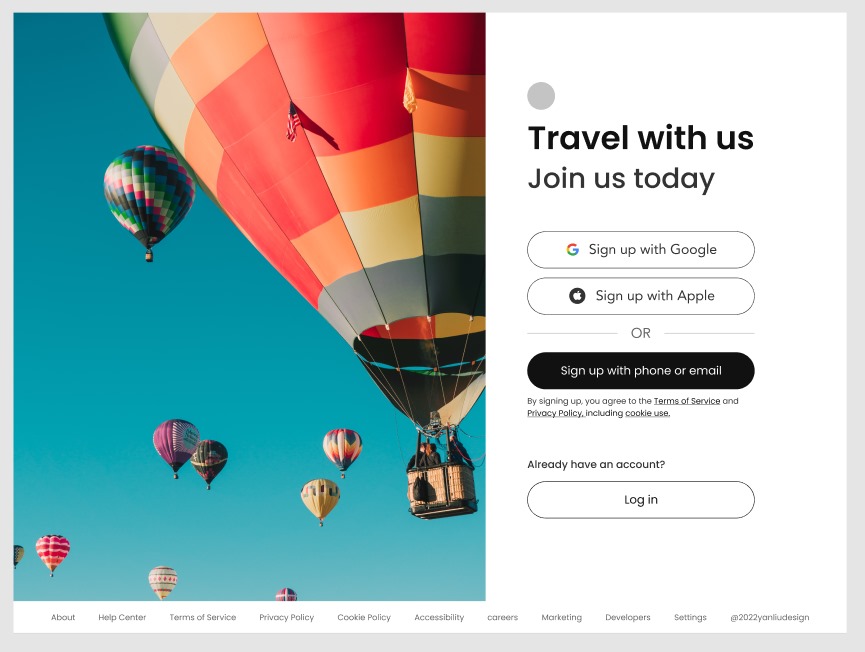 Travel with us
Join us today
Sign up with Google
Sign up with Apple
OR
Sign up with phone or email
By signing up, you agree to the Terms of Service and
Privacy Policy, including cookie use.
Already have an account?
Log in
About Help Center Terms of Service Privacy Policy Cookie Policy Accessibility careers Marketing Developers Settings @2022yanliudesign